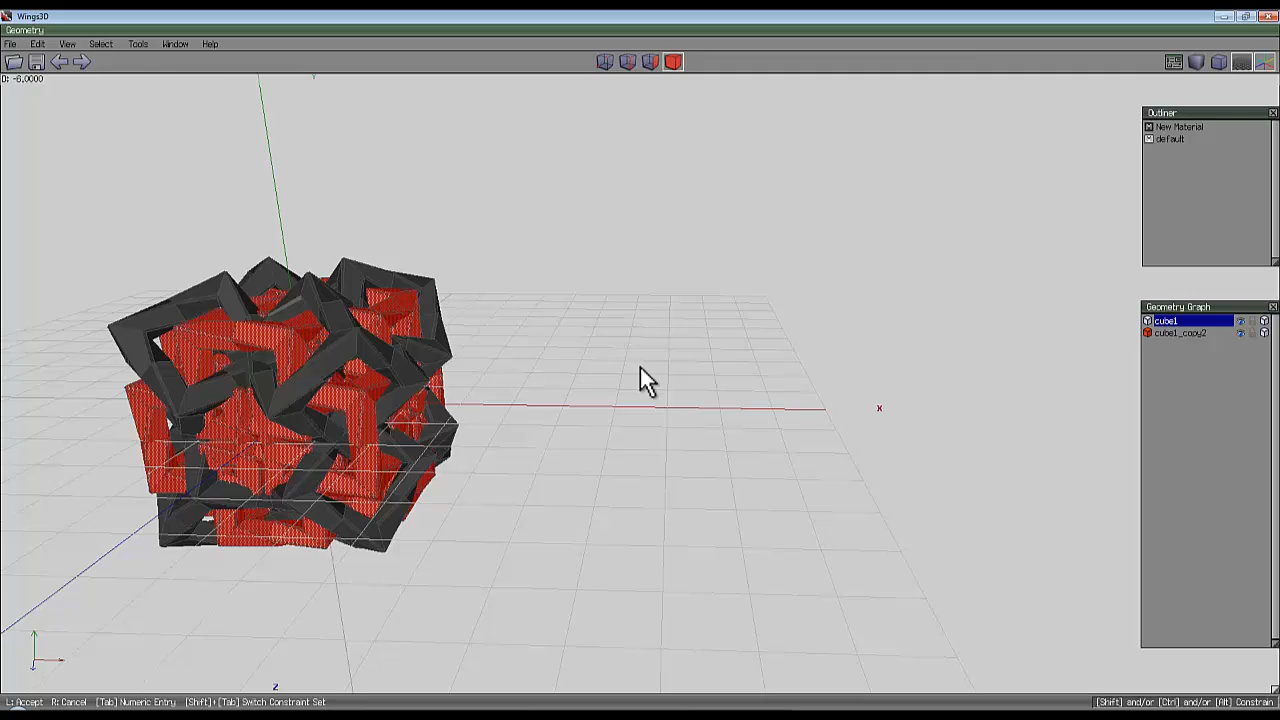 Wings3D
Geometry
File Edit View Select Tools Window Help
D: -6.0000
Y
X
Z
Outliner
New Material
default
Geometry Graph
cube1
cube1_copy2
L: Accept R: Cancel [Tab] Numeric Entry [Shift]+[Tab] Switch Constraint Set
[Shift] and/or [Ctrl] and/or [Alt] Constrain